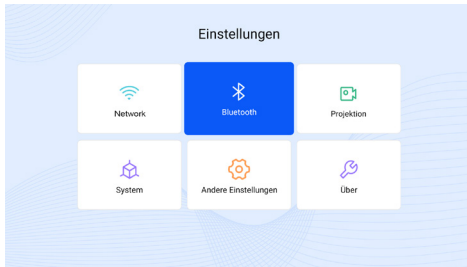 Einstellungen
Network
Bluetooth
Projektion
System
Andere Einstellungen
Über